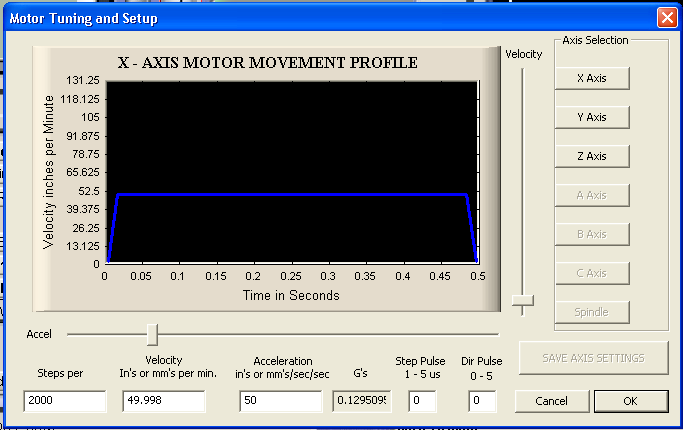 Motor Tuning and Setup
X - AXIS MOTOR MOVEMENT PROFILE
Velocity
Axis Selection
Velocity inches per Minute
131.25
118.125
105
91.875
78.75
65.625
52.5
39.375
26.25
13.125
0
0 0.05 0.1 0.15 0.2 0.25 0.3 0.35 0.4 0.45 0.5
Time in Seconds
X Axis
Y Axis
Z Axis
A Axis
B Axis
C Axis
Spindle
Accel
Steps per
Velocity
In's or mm's per min.
Acceleration
in's or mm's/sec/sec
G's
Step Pulse
1 - 5 us
Dir Pulse
0 - 5
SAVE AXIS SETTINGS
2000 49.998 50 0.1295095 0 0
Cancel OK